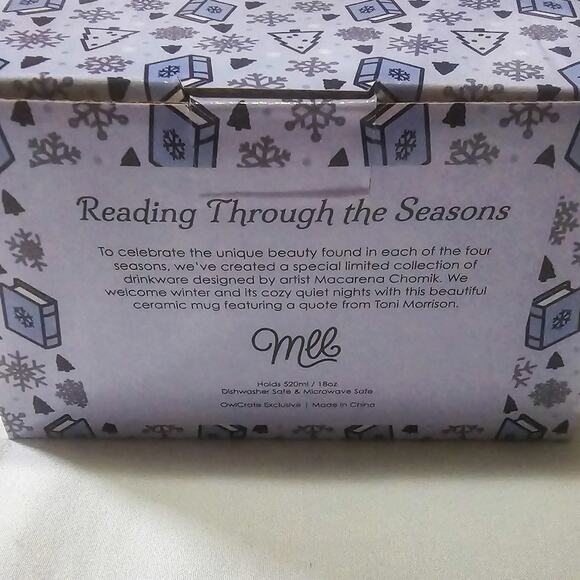 Reading Through the Seasons
To celebrate the unique beauty found in each of the four
seasons, we've created a special limited collection of
drinkware designed by artist Macarena Chomik. We
welcome winter and its cozy quiet nights with this beautiful
ceramic mug featuring a quote from Toni Morrison.
Holds 520ml / 18oz
Dishwasher Safe & Microwave Safe
OwlCrate Exclusive | Made in China